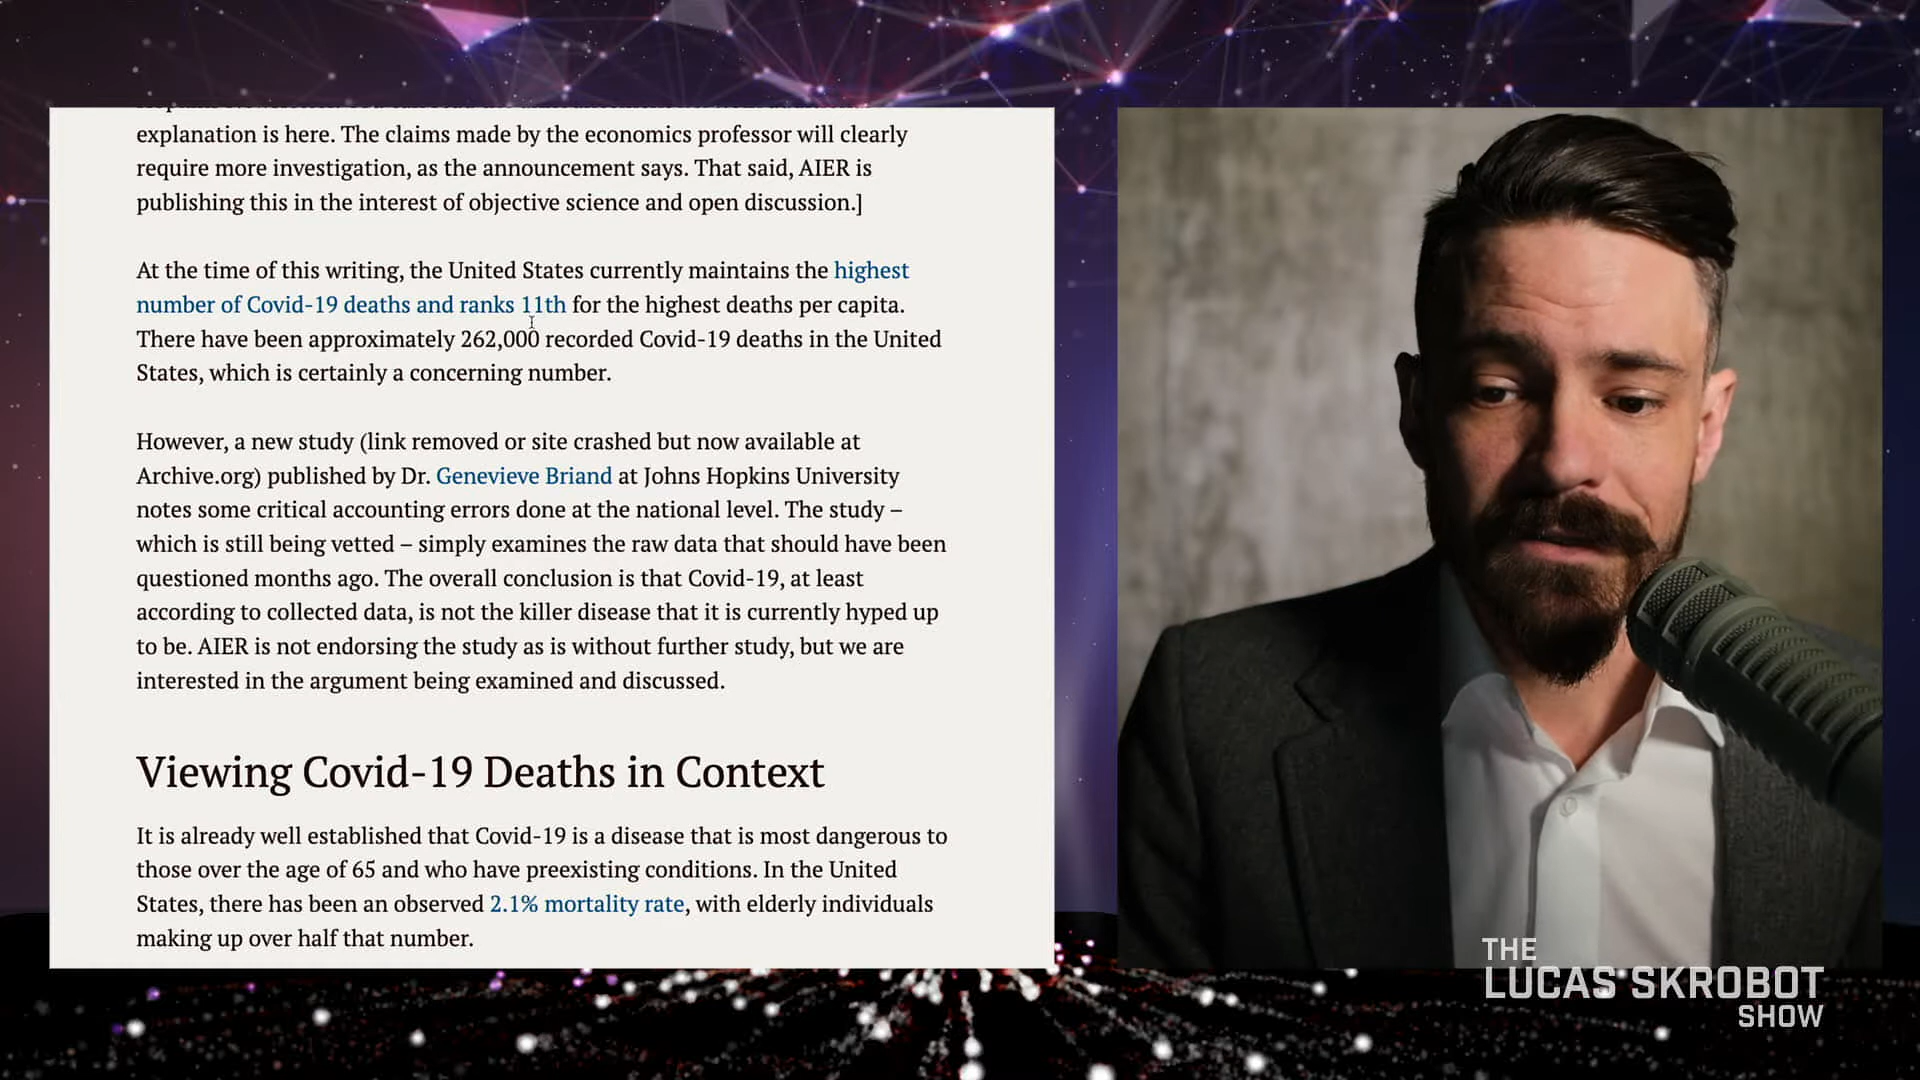 explanation is here. The claims made by the economics professor will clearly
require more investigation, as the announcement says. That said, AIER is
publishing this in the interest of objective science and open discussion.]
At the time of this writing, the United States currently maintains the highest
number of Covid-19 deaths and ranks 11th for the highest deaths per capita.
There have been approximately 262,000 recorded Covid-19 deaths in the United
States, which is certainly a concerning number.
However, a new study (link removed or site crashed but now available at
Archive.org) published by Dr. Genevieve Briand at Johns Hopkins University
notes some critical accounting errors done at the national level. The study –
which is still being vetted – simply examines the raw data that should have been
questioned months ago. The overall conclusion is that Covid-19, at least
according to collected data, is not the killer disease that it is currently hyped up
to be. AIER is not endorsing the study as is without further study, but we are
interested in the argument being examined and discussed.
Viewing Covid-19 Deaths in Context
It is already well established that Covid-19 is a disease that is most dangerous to
those over the age of 65 and who have preexisting conditions. In the United
States, there has been an observed 2.1% mortality rate, with elderly individuals
making up over half that number.
THE
LUCAS SKROBOT
SHOW